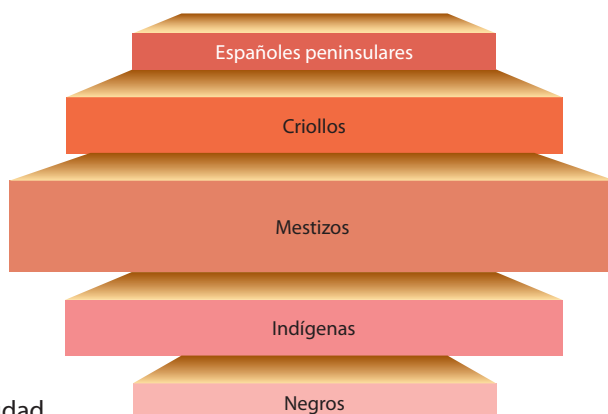 Españoles peninsulares
Criollos
Mestizos
Indígenas
Negros
dad